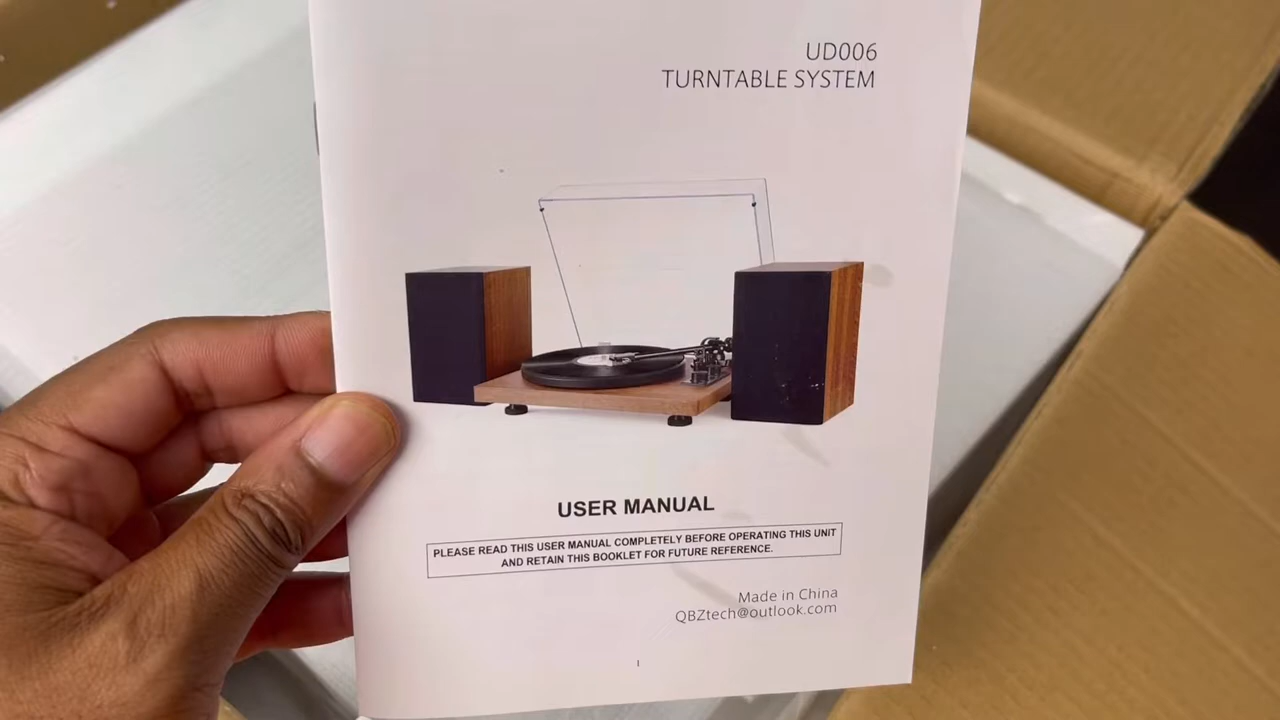 UD006
TURNTABLE SYSTEM
USER MANUAL
PLEASE READ THIS USER MANUAL COMPLETELY BEFORE OPERATING THIS UNIT
AND RETAIN THIS BOOKLET FOR FUTURE REFERENCE.
Made in China
QBZtech@outlook.com
1